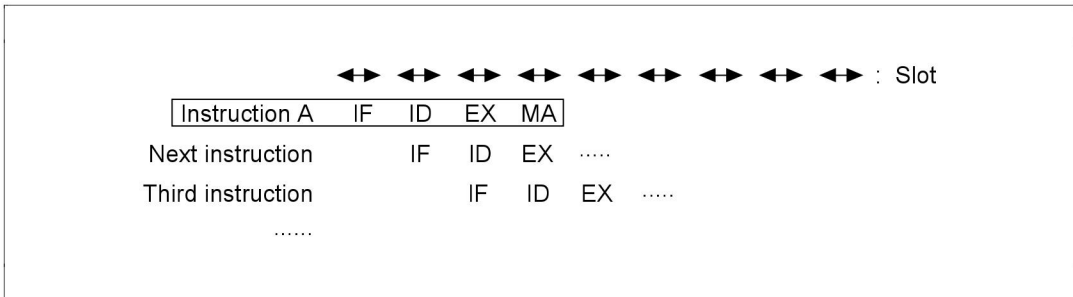 : Slot
Instruction A IF ID EX MA
Next instruction IF ID EX .....
Third instruction IF ID EX .....
......